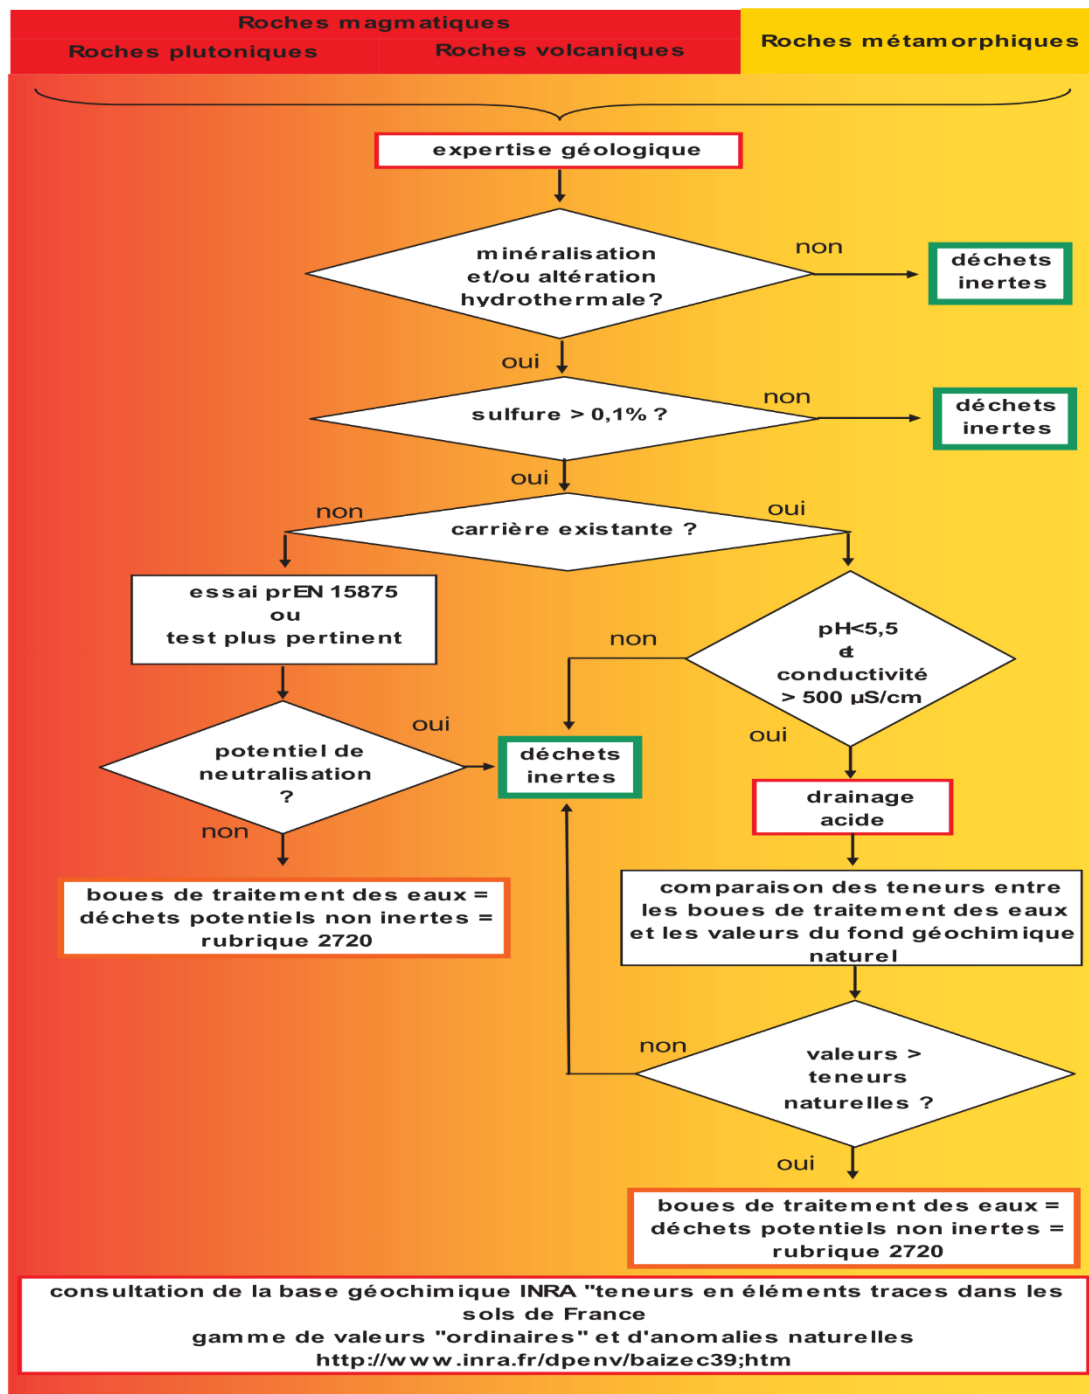 Roches magmatiques
Roches plutoniques
Roches volcaniques
Roches métamorphiques
expertise géologique
minéralisation
et/ou altération
hydrothermale?
non
déchets
inertes
oui
sulfure > 0,1% ?
non
déchets
inertes
oui
carrière existante ?
non
oui
essai prEN 15875
ou
test plus pertinent
pH<5,5
et
conductivité
> 500 µS/cm
non
oui
potentiel de
neutralisation
?
oui
non
déchets
inertes
drainage
acide
boues de traitement des eaux =
déchets potentiels non inertes =
rubrique 2720
comparaison des teneurs entre
les boues de traitement des eaux
et les valeurs du fond géochimique
naturel
valeurs >
teneurs
naturelles ?
non
oui
boues de traitement des eaux =
déchets potentiels non inertes =
rubrique 2720
consultation de la base géochimique INRA "teneurs en éléments traces dans les
sols de France
gamme de valeurs "ordinaires" et d'anomalies naturelles
http://www.inra.fr/dpenv/baizec39;htm